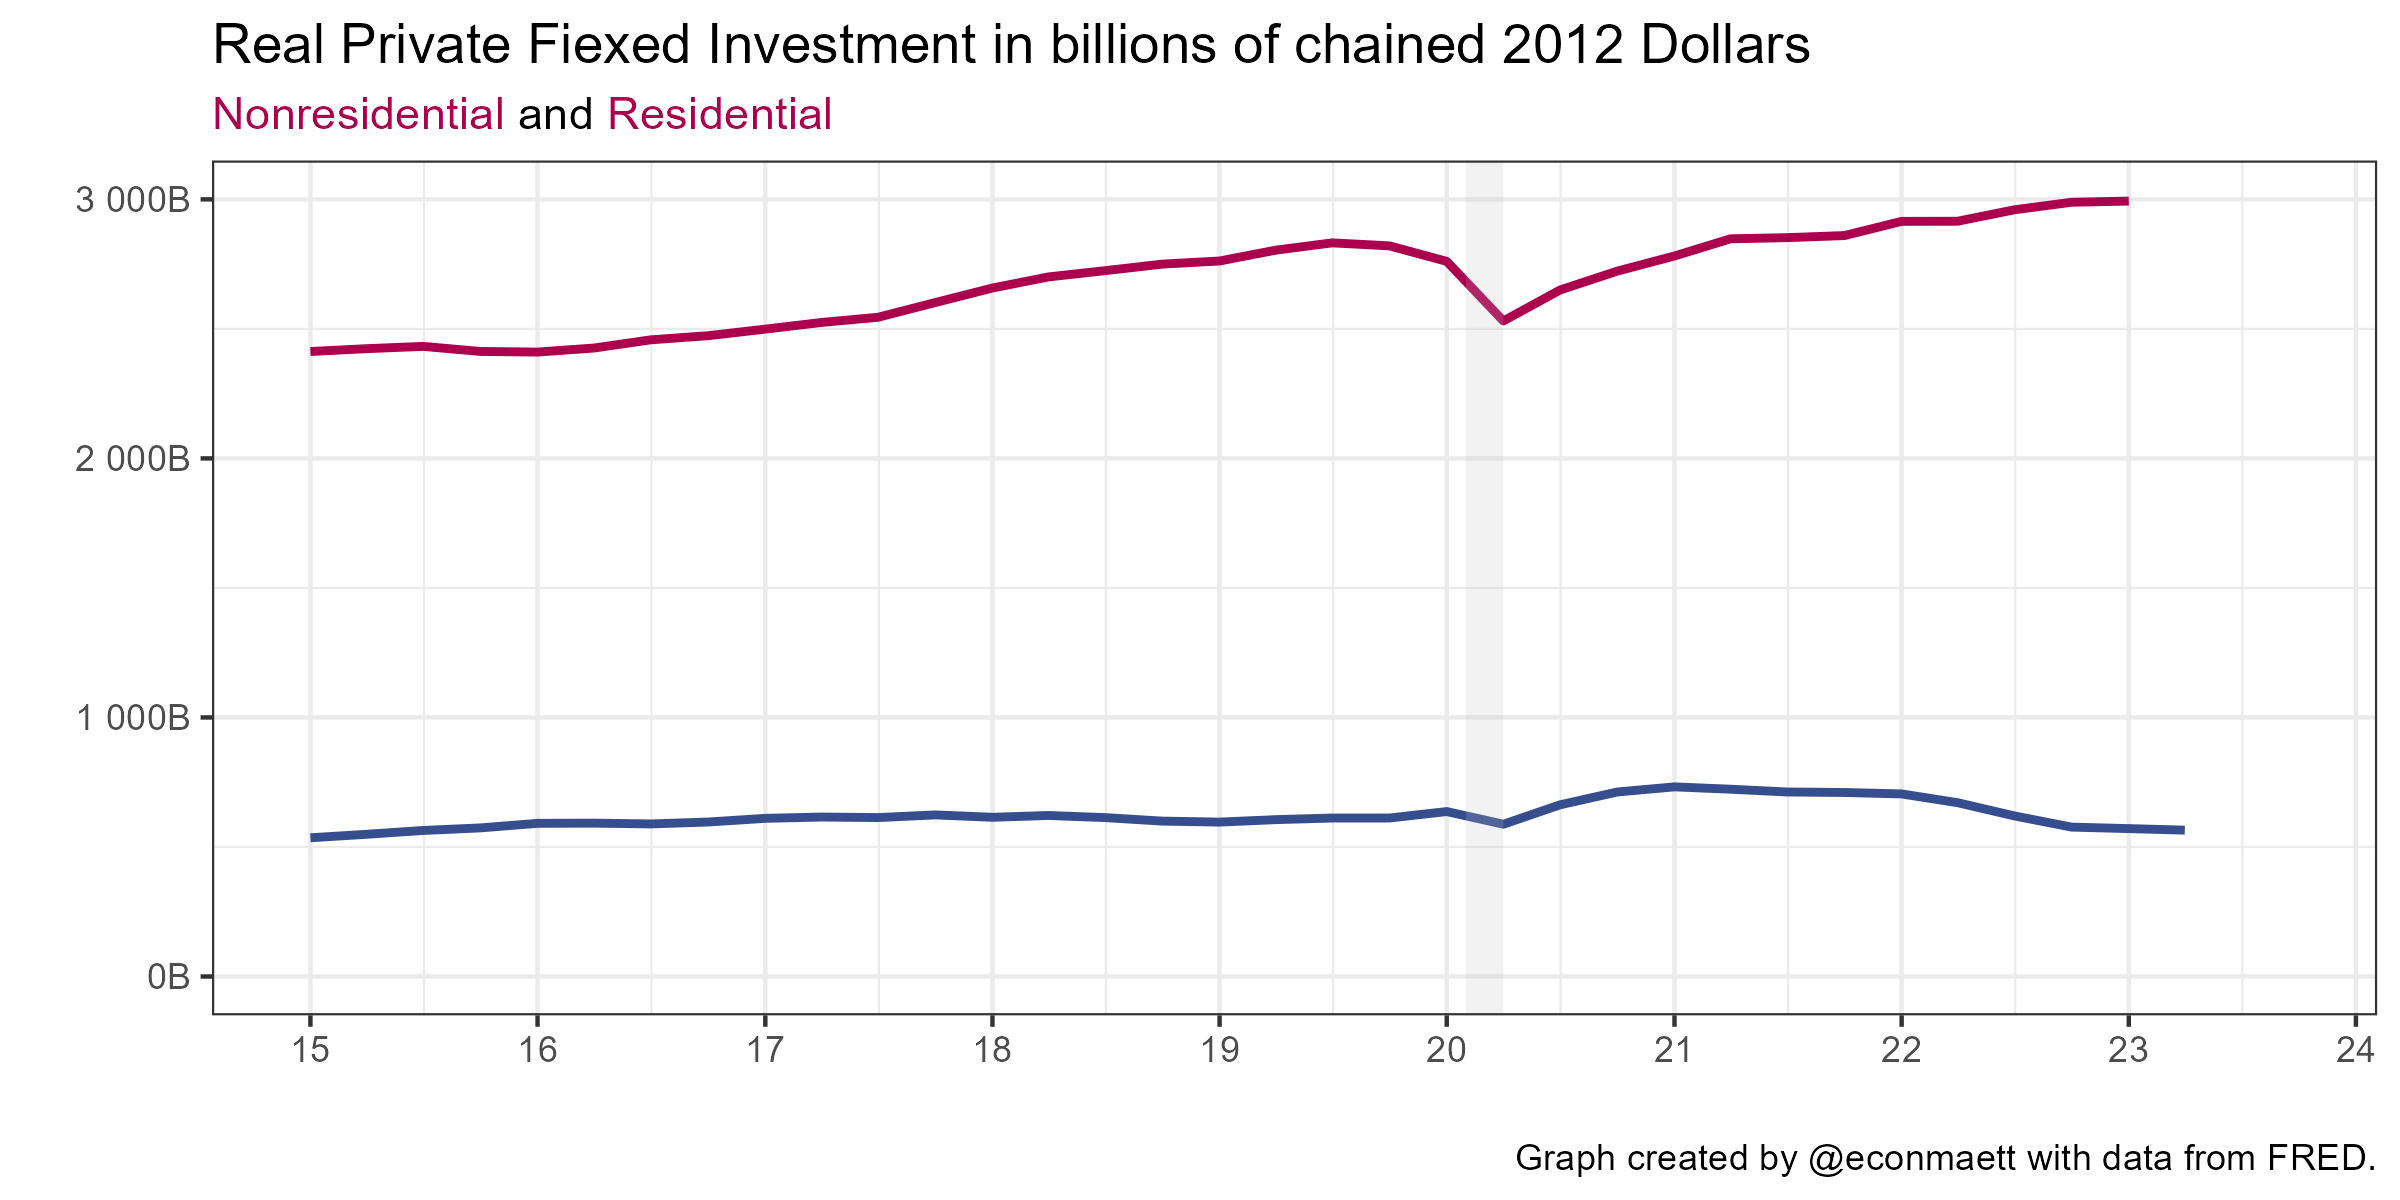 Real Private Fiexed Investment in billions of chained 2012 Dollars
Nonresidential and Residential
3 000B
2 000B
1 000B
0B
15 16 17 18 19 20 21 22 23 24
Graph created by @econmaett with data from FRED.